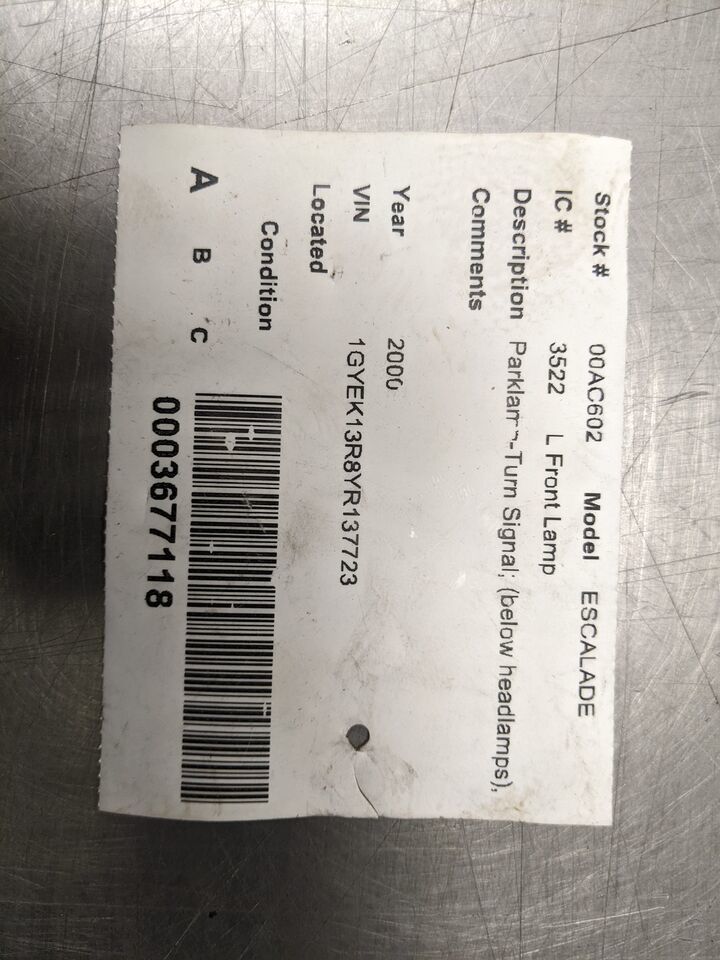 Stock # 00AC602 Model ESCALADE
IC # 3522 L Front Lamp
Description Parklamp-Turn Signal; (below headlamps),
Comments
Year 2000
VIN 1GYEK13R8YR137723
Located
Condition
A B C
0003677118